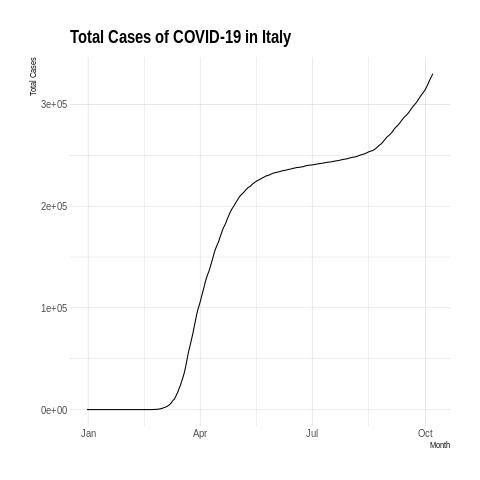 Total Cases of COVID-19 in Italy
Total Cases
3e+05
2e+05
1e+05
0e+00
Jan Apr Jul Oct
Month